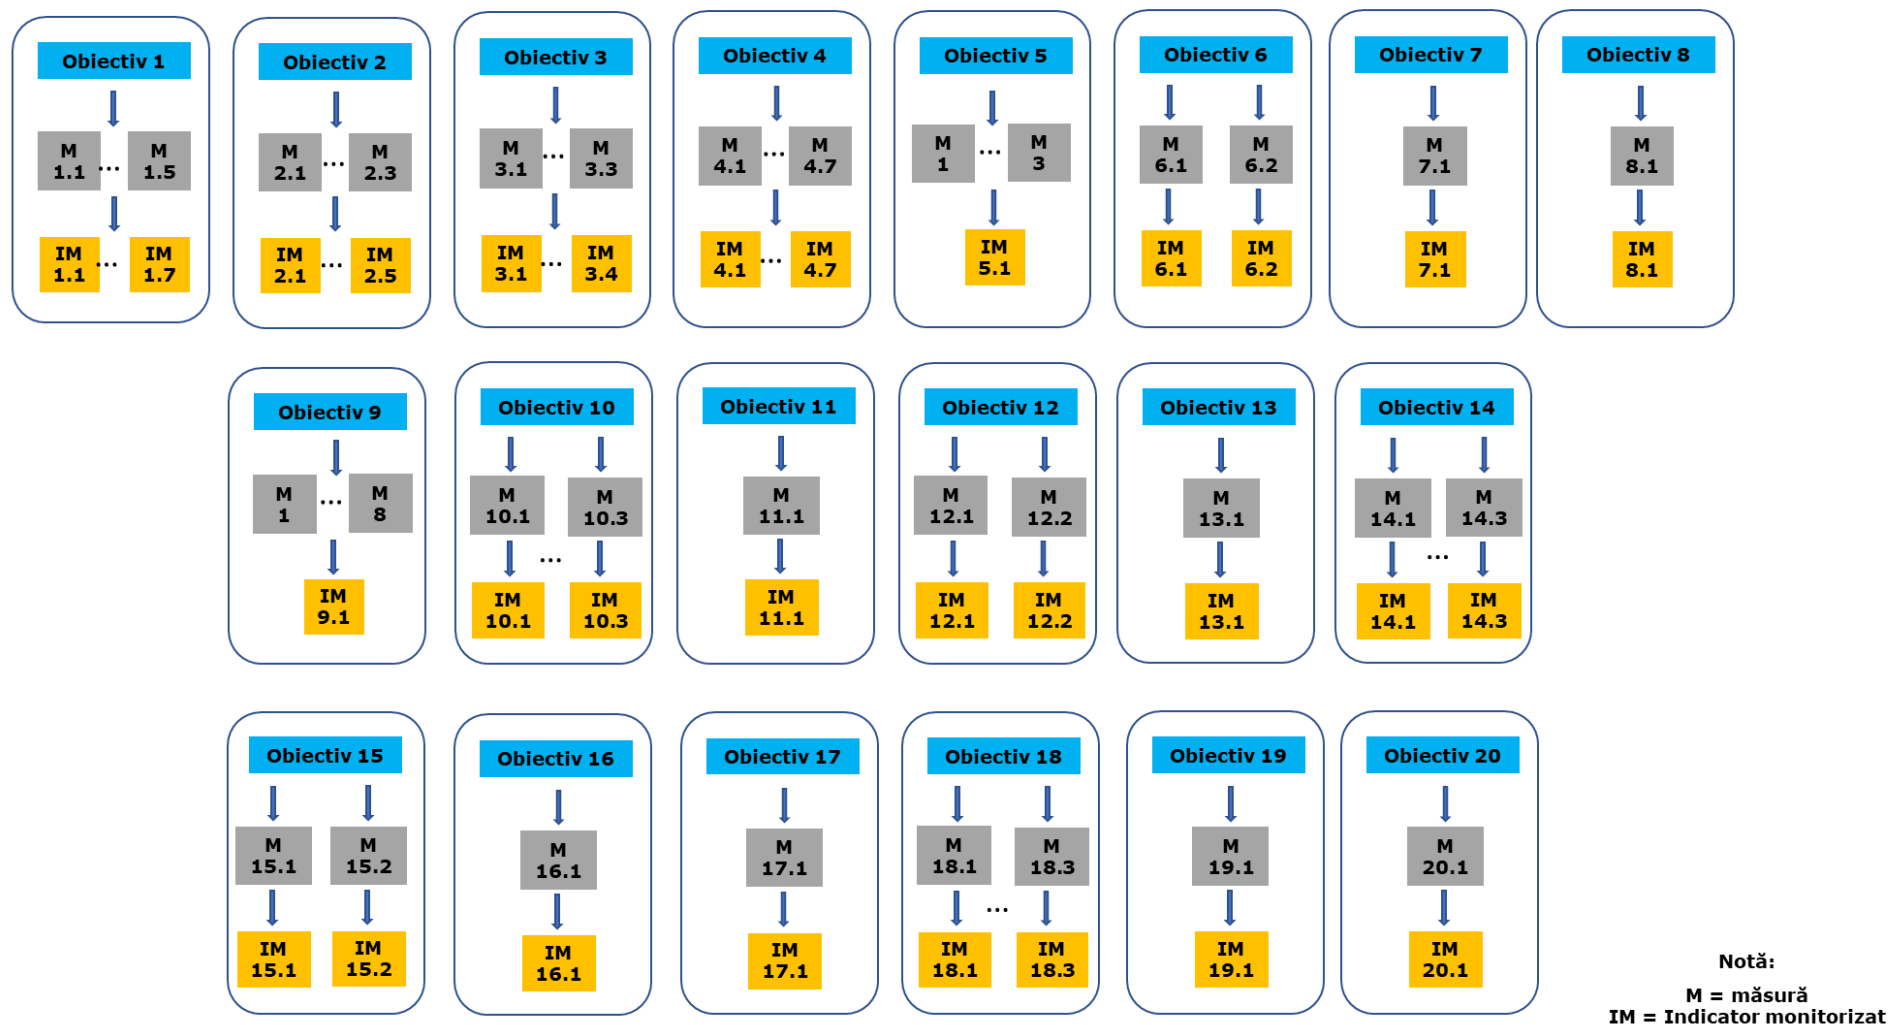 Obiectiv 1
M
1.1
...
M
1.5
IM
1.1
...
IM
1.7
Obiectiv 2
M
2.1
...
M
2.3
IM
2.1
...
IM
2.5
Obiectiv 3
M
3.1
...
M
3.3
IM
3.1
...
IM
3.4
Obiectiv 4
M
4.1
...
M
4.7
IM
4.1
...
IM
4.7
Obiectiv 5
M
1
...
M
3
IM
5.1
Obiectiv 6
M
6.1
M
6.2
IM
6.1
IM
6.2
Obiectiv 7
M
7.1
IM
7.1
Obiectiv 8
M
8.1
IM
8.1
Obiectiv 9
M
1
...
M
8
IM
9.1
Obiectiv 10
M
10.1
M
10.3
...
IM
10.1
IM
10.3
Obiectiv 11
M
11.1
IM
11.1
Obiectiv 12
M
12.1
M
12.2
IM
12.1
IM
12.2
Obiectiv 13
M
13.1
IM
13.1
Obiectiv 14
M
14.1
M
14.3
...
IM
14.1
IM
14.3
Obiectiv 15
M
15.1
M
15.2
IM
15.1
IM
15.2
Obiectiv 16
M
16.1
IM
16.1
Obiectiv 17
M
17.1
IM
17.1
Obiectiv 18
M
18.1
M
18.3
...
IM
18.1
IM
18.3
Obiectiv 19
M
19.1
IM
19.1
Obiectiv 20
M
20.1
IM
20.1
Notă:
M = măsură
IM = Indicator monitorizat